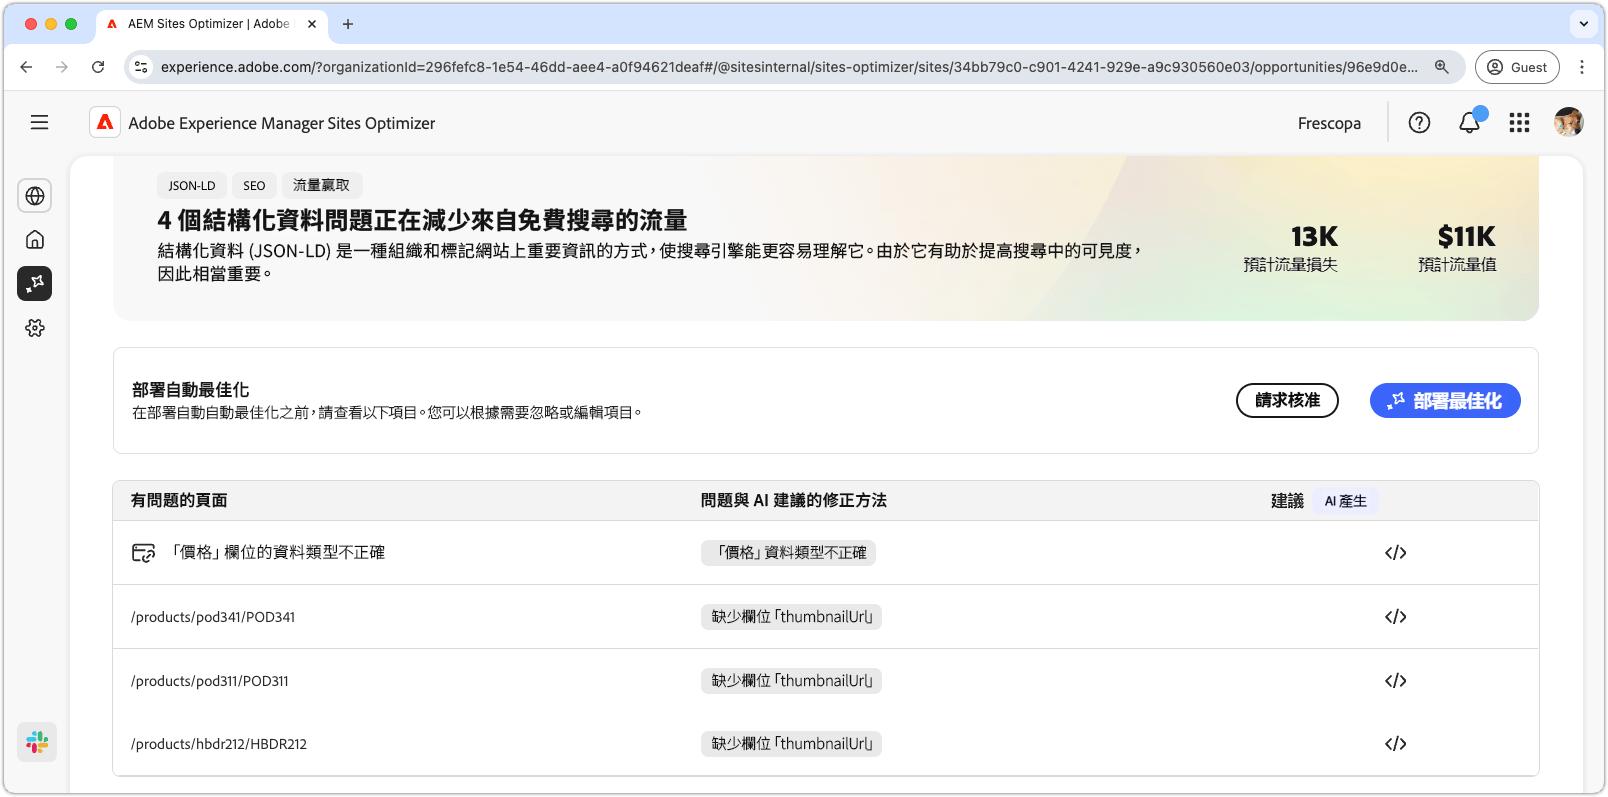 AEM Sites Optimizer | Adobe
experience.adobe.com/?organizationId=296fefc8-1e54-46dd-aee4-a0f94621deaf#/@sitesinternal/sites-optimizer/sites/34bb79c0-c901-4241-929e-a9c930560e03/opportunities/96e9d0e...
Guest
Adobe Experience Manager Sites Optimizer
Frescopa
JSON-LD SEO 流量贏取
4 個結構化資料問題正在減少來自免費搜尋的流量
結構化資料 (JSON-LD) 是一種組織和標記網站上重要資訊的方式，使搜尋引擎能更容易理解它。由於它有助於提高搜尋中的可見度，
因此相當重要。
13K
預計流量損失
$11K
預計流量值
部署自動最佳化
在部署自動自動最佳化之前，請查看以下項目。您可以根據需要忽略或編輯項目。
請求核准
部署最佳化
有問題的頁面 問題與 AI 建議的修正方法 建議 AI 產生
「價格」欄位的資料類型不正確 「價格」資料類型不正確 </>
/products/pod341/POD341 缺少欄位「thumbnailUrl」 </>
/products/pod311/POD311 缺少欄位「thumbnailUrl」 </>
/products/hbdr212/HBDR212 缺少欄位「thumbnailUrl」 </>